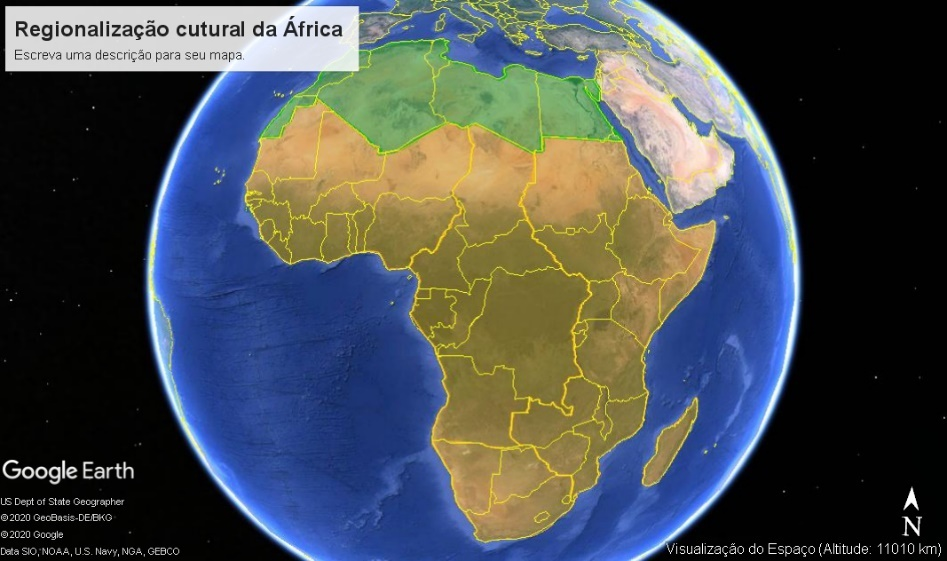 Regionalização cutural da África
Escreva uma descrição para seu mapa.
Google Earth
US Dept of State Geographer
©2020 GeoBasis-DE/BKG
©2020 Google
Data SIO, NOAA, U.S. Navy, NGA, GEBCO
N
Visualização do Espaço (Altitude: 11010 km)